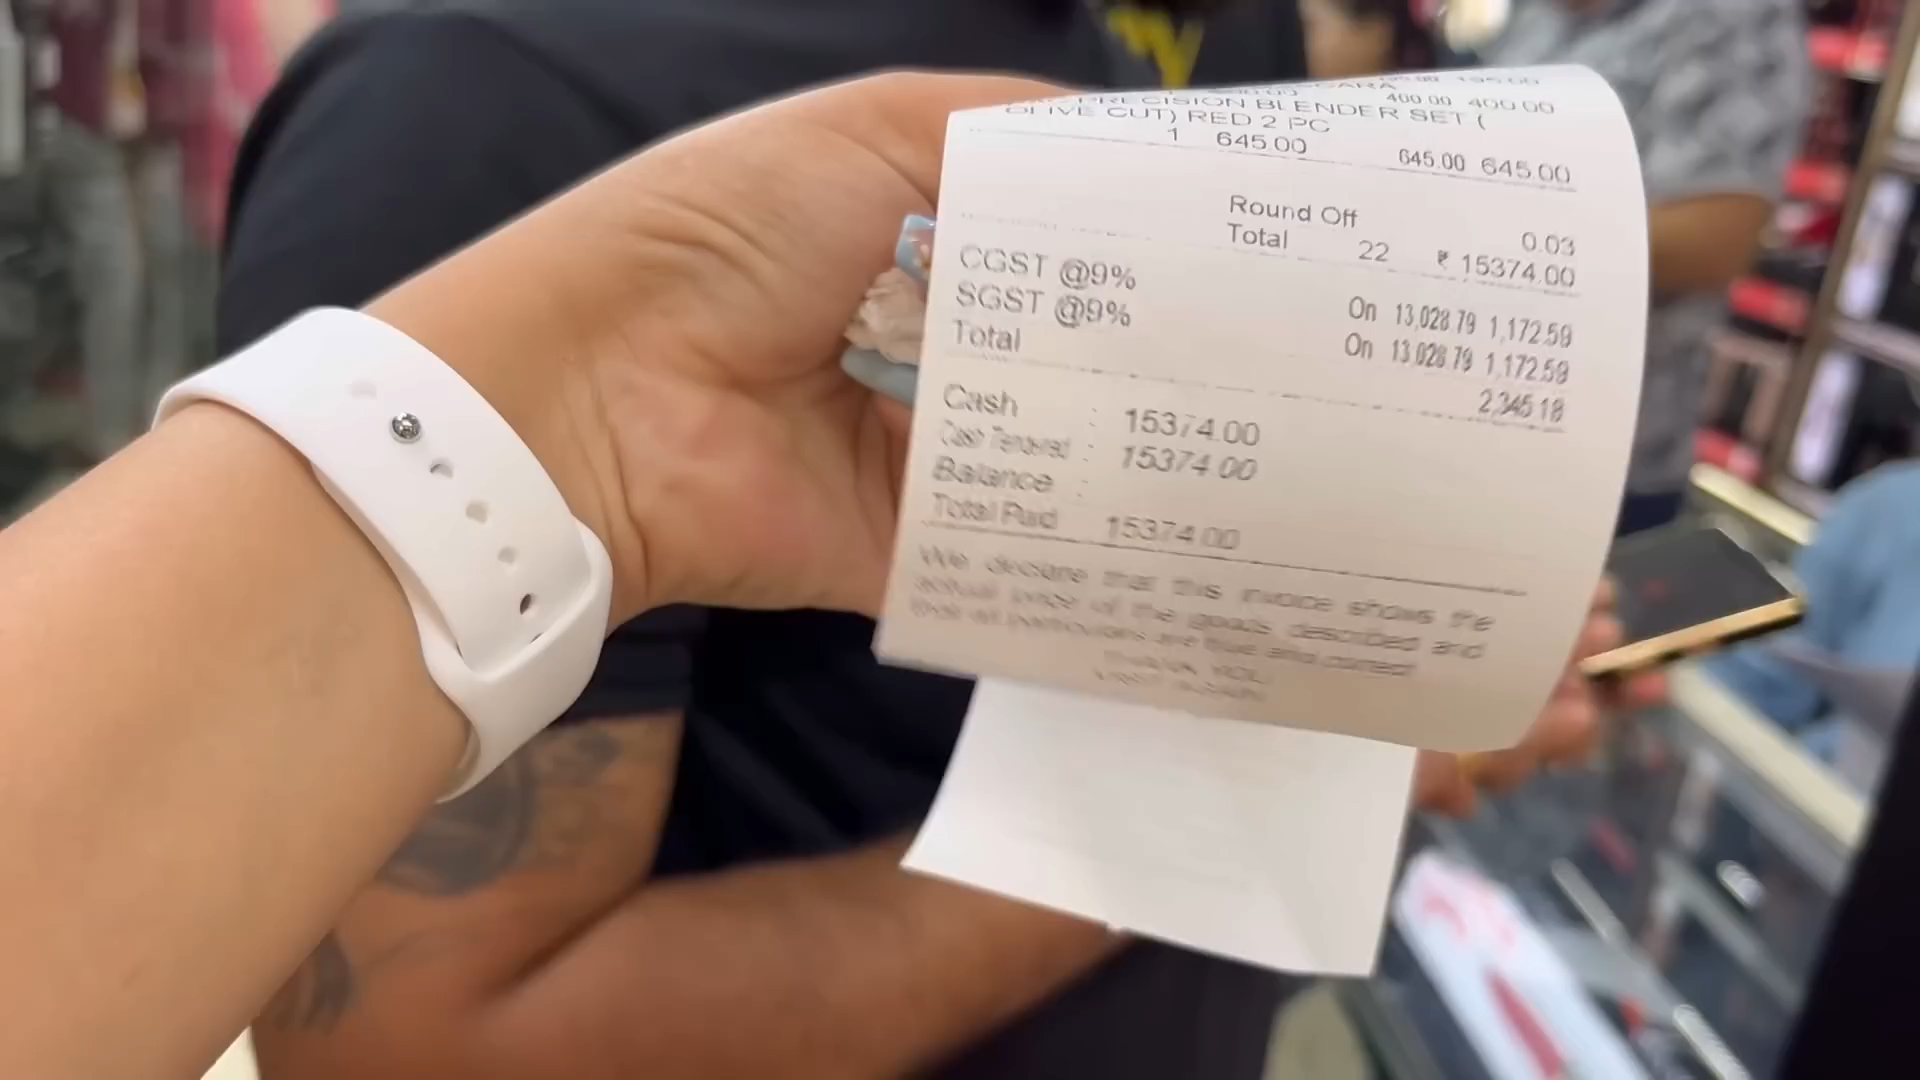 400.00 400.00
PRECISION BLENDER SET (
OLIVE CUT) RED 2 PC
1 645.00 645.00 645.00
Round Off 0.03
Total 22 ₹ 15374.00
CGST @9% On 13,028.79 1,172.59
SGST @9% On 13,028.79 1,172.59
Total 2,345.18
Cash : 15374.00
Cash Tendered : 15374.00
Balance :
Total Paid 15374.00
We declare that this invoice shows the
actual price of the goods described and
that all particulars are true and correct
THANK YOU
VISIT AGAIN